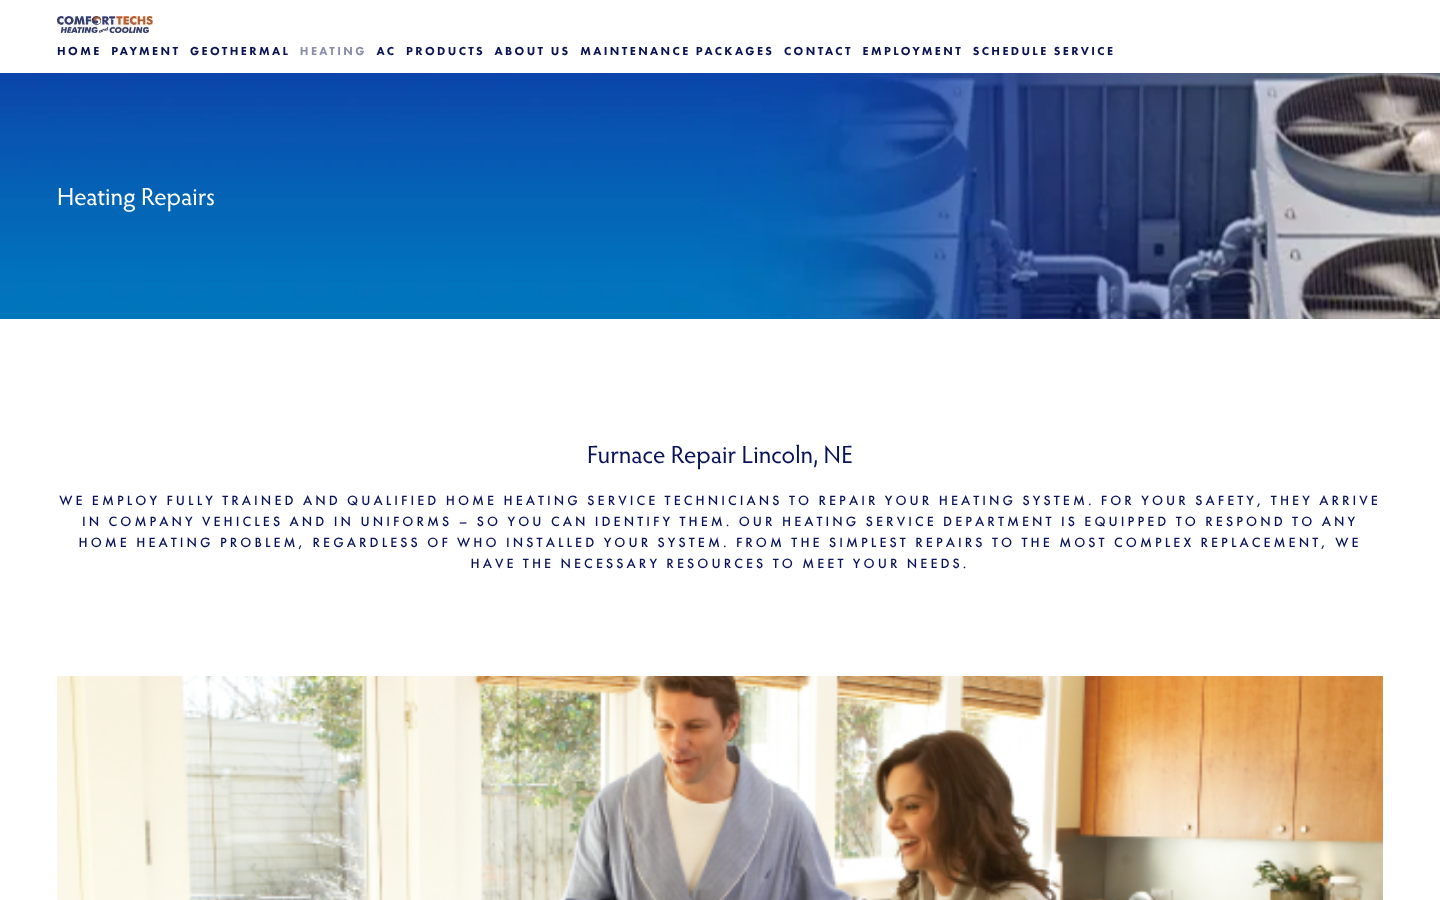 COMFORT TECHS
HEATING and COOLING
HOME PAYMENT GEOTHERMAL HEATING AC PRODUCTS ABOUT US MAINTENANCE PACKAGES CONTACT EMPLOYMENT SCHEDULE SERVICE
Heating Repairs
Furnace Repair Lincoln, NE
WE EMPLOY FULLY TRAINED AND QUALIFIED HOME HEATING SERVICE TECHNICIANS TO REPAIR YOUR HEATING SYSTEM. FOR YOUR SAFETY, THEY ARRIVE
IN COMPANY VEHICLES AND IN UNIFORMS – SO YOU CAN IDENTIFY THEM. OUR HEATING SERVICE DEPARTMENT IS EQUIPPED TO RESPOND TO ANY
HOME HEATING PROBLEM, REGARDLESS OF WHO INSTALLED YOUR SYSTEM. FROM THE SIMPLEST REPAIRS TO THE MOST COMPLEX REPLACEMENT, WE
HAVE THE NECESSARY RESOURCES TO MEET YOUR NEEDS.